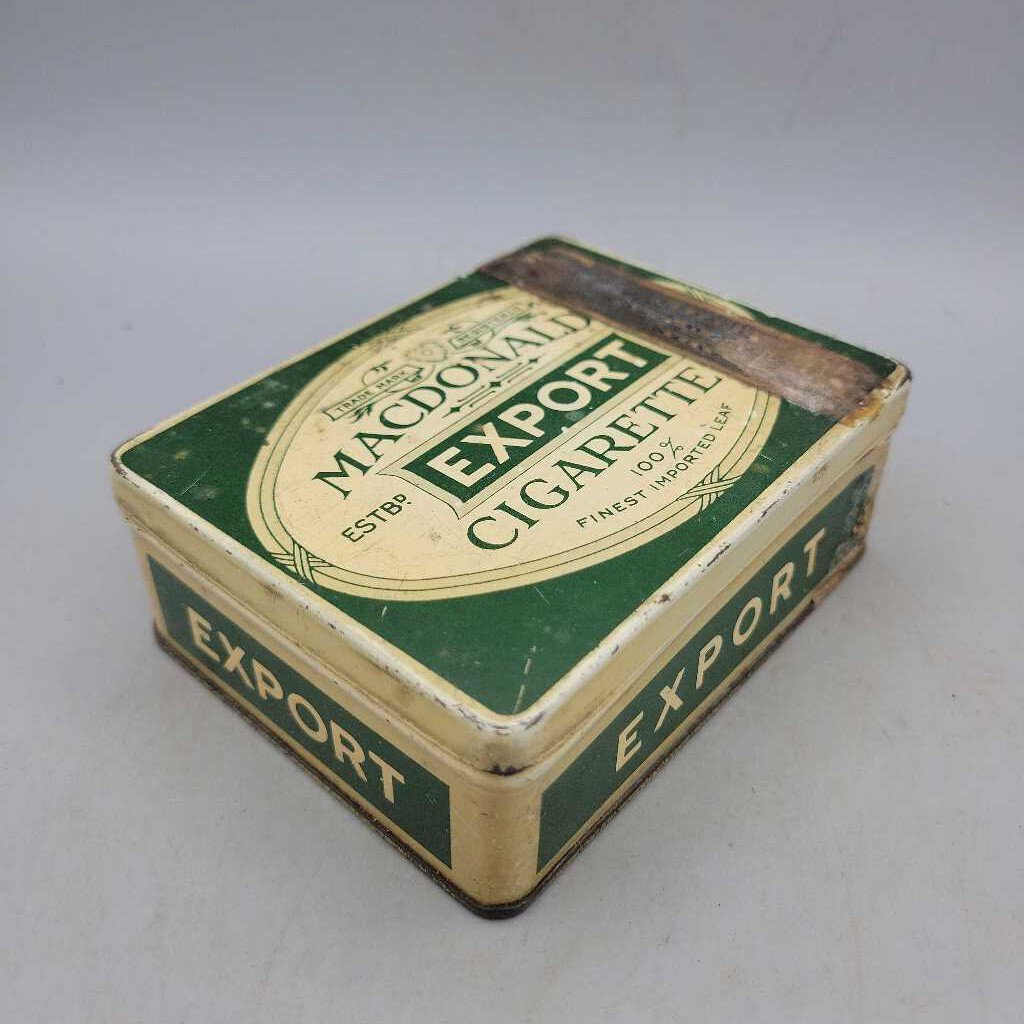 TRADE MARK
MACDONALD
EXPORT
CIGARETTE
ESTBD.
100%
FINEST IMPORTED LEAF
EXPORT
EXPORT